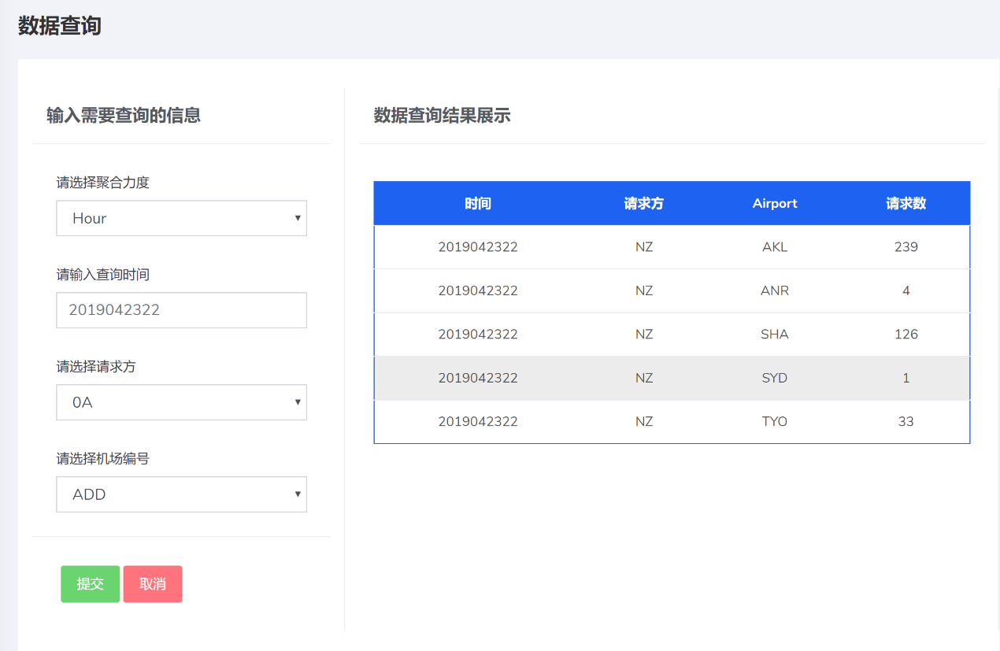 数据查询
输入需要查询的信息
请选择聚合力度
Hour
请输入查询时间
2019042322
请选择请求方
0A
请选择机场编号
ADD
提交 取消
数据查询结果展示
时间 请求方 Airport 请求数
2019042322 NZ AKL 239
2019042322 NZ ANR 4
2019042322 NZ SHA 126
2019042322 NZ SYD 1
2019042322 NZ TYO 33